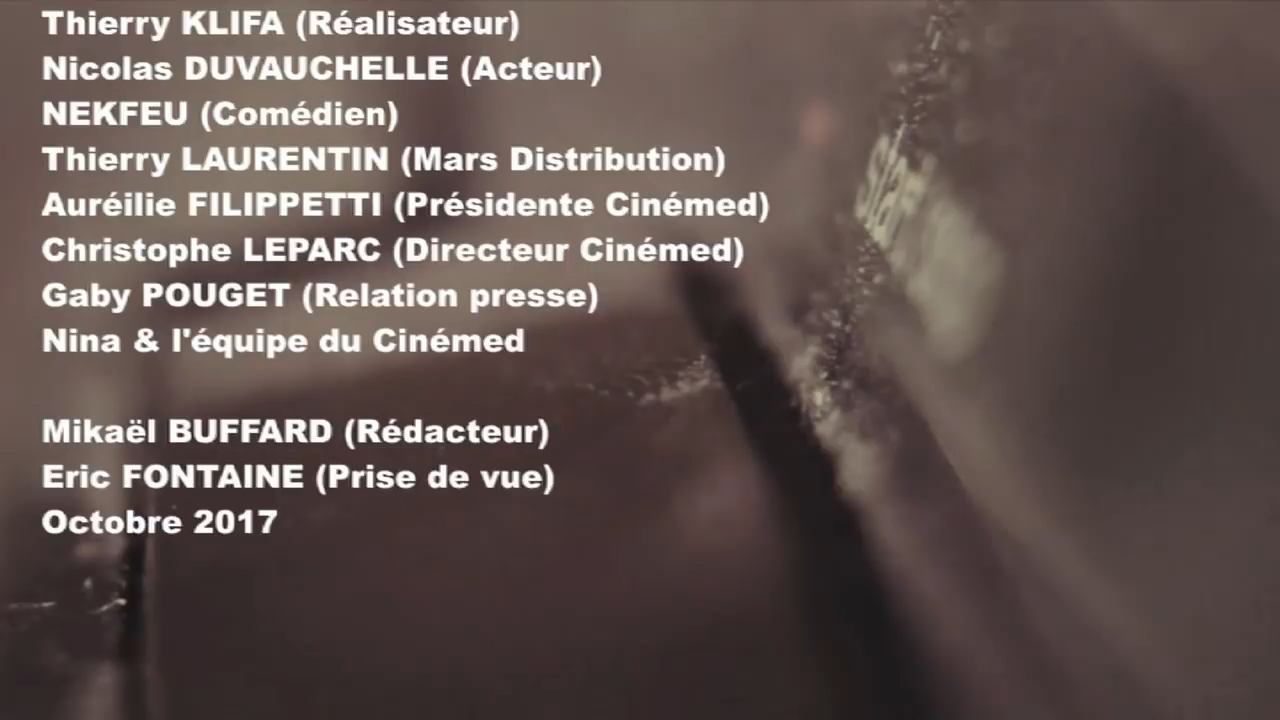 Thierry KLIFA (Réalisateur)
Nicolas DUVAUCHELLE (Acteur)
NEKFEU (Comédien)
Thierry LAURENTIN (Mars Distribution)
Auréilie FILIPPETTI (Présidente Cinémed)
Christophe LEPARC (Directeur Cinémed)
Gaby POUGET (Relation presse)
Nina & l'équipe du Cinémed
Mikaël BUFFARD (Rédacteur)
Eric FONTAINE (Prise de vue)
Octobre 2017